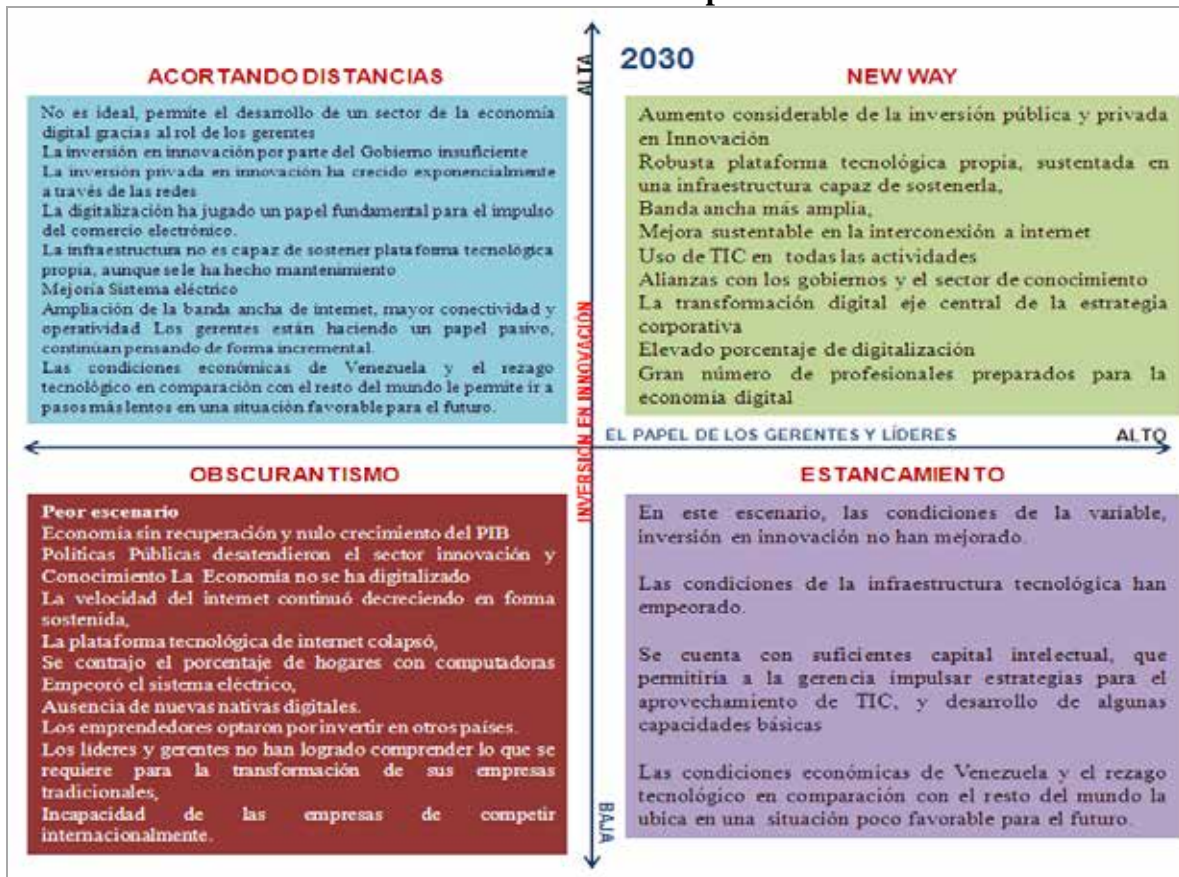 2030
ALTA
ACORTANDO DISTANCIAS
No es ideal, permite el desarrollo de un sector de la economía
digital gracias al rol de los gerentes
La inversión en innovación por parte del Gobierno insuficiente
La inversión privada en innovación ha crecido exponencialmente
a través de las redes
La digitalización ha jugado un papel fundamental para el impulso
del comercio electrónico.
La infraestructura no es capaz de sostener plataforma tecnológica
propia, aunque se le ha hecho mantenimiento
Mejoría Sistema eléctrico
Ampliación de la banda ancha de internet, mayor conectividad y
operatividad Los gerentes están haciendo un papel pasivo,
continúan pensando de forma incremental.
Las condiciones económicas de Venezuela y el rezago
tecnológico en comparación con el resto del mundo le permite ir a
pasos más lentos en una situación favorable para el futuro.
NEW WAY
Aumento considerable de la inversión pública y privada
en Innovación
Robusta plataforma tecnológica propia, sustentada en
una infraestructura capaz de sostenerla,
Banda ancha más amplia,
Mejora sustentable en la interconexión a internet
Uso de TIC en todas las actividades
Alianzas con los gobiernos y el sector de conocimiento
La transformación digital eje central de la estrategia
corporativa
Elevado porcentaje de digitalización
Gran número de profesionales preparados para la
economía digital
INVERSIÓN EN INNOVACIÓN
EL PAPEL DE LOS GERENTES Y LÍDERES
ALTO
OBSCURANTISMO
Peor escenario
Economía sin recuperación y nulo crecimiento del PIB
Políticas Públicas desatendieron el sector innovación y
Conocimiento La Economía no se ha digitalizado
La velocidad del internet continuó decreciendo en forma
sostenida,
La plataforma tecnológica de internet colapsó,
Se contrajo el porcentaje de hogares con computadoras
Empeoró el sistema eléctrico,
Ausencia de nuevas nativas digitales.
Los emprendedores optaron por invertir en otros países.
Los líderes y gerentes no han logrado comprender lo que se
requiere para la transformación de sus empresas
tradicionales,
Incapacidad de las empresas de competir
internacionalmente.
ESTANCAMIENTO
En este escenario, las condiciones de la variable,
inversión en innovación no han mejorado.
Las condiciones de la infraestructura tecnológica han
empeorado.
Se cuenta con suficientes capital intelectual, que
permitiría a la gerencia impulsar estrategias para el
aprovechamiento de TIC, y desarrollo de algunas
capacidades básicas
Las condiciones económicas de Venezuela y el rezago
tecnológico en comparación con el resto del mundo la
ubica en una situación poco favorable para el futuro.
BAJA